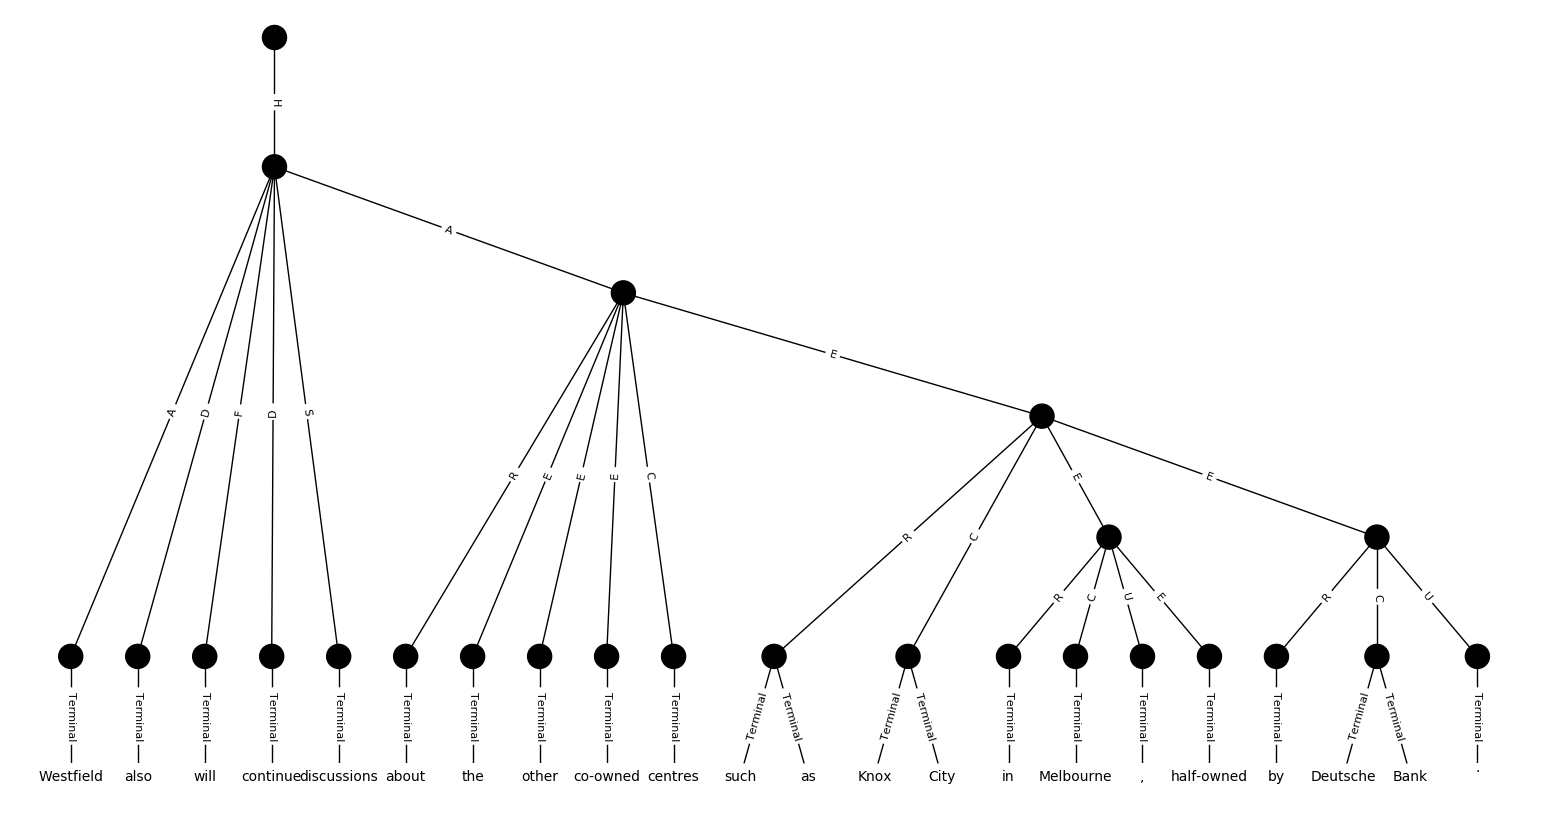 H
A
A D F D S
E
R E E E C
E E
R C
R C U E R C U
Terminal Terminal Terminal Terminal Terminal Terminal Terminal Terminal Terminal Terminal Terminal Terminal Terminal Terminal Terminal Terminal Terminal Terminal Terminal Terminal Terminal Terminal
Westfield also will continue discussions about the other co-owned centres such as Knox City in Melbourne , half-owned by Deutsche Bank .